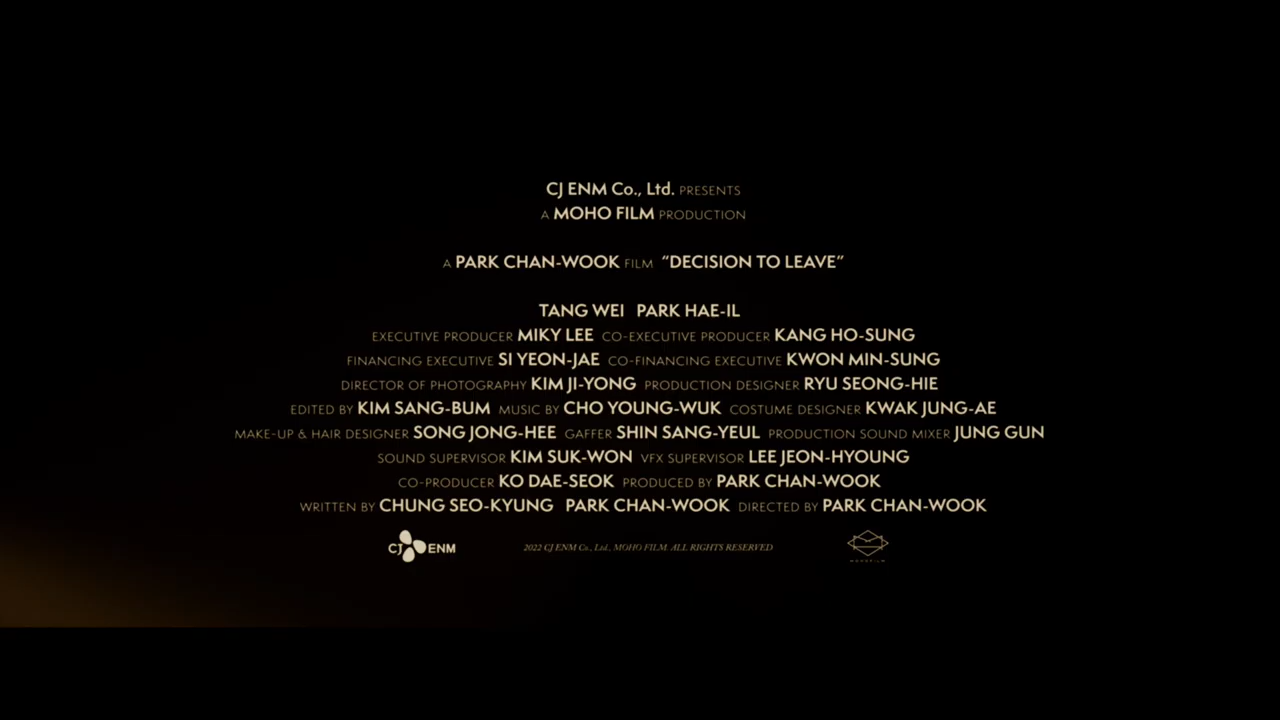 CJ ENM Co., Ltd. PRESENTS
A MOHO FILM PRODUCTION
A PARK CHAN-WOOK FILM “DECISION TO LEAVE”
TANG WEI PARK HAE-IL
EXECUTIVE PRODUCER MIKY LEE CO-EXECUTIVE PRODUCER KANG HO-SUNG
FINANCING EXECUTIVE SI YEON-JAE CO-FINANCING EXECUTIVE KWON MIN-SUNG
DIRECTOR OF PHOTOGRAPHY KIM JI-YONG PRODUCTION DESIGNER RYU SEONG-HIE
EDITED BY KIM SANG-BUM MUSIC BY CHO YOUNG-WUK COSTUME DESIGNER KWAK JUNG-AE
MAKE-UP & HAIR DESIGNER SONG JONG-HEE GAFFER SHIN SANG-YEUL PRODUCTION SOUND MIXER JUNG GUN
SOUND SUPERVISOR KIM SUK-WON VFX SUPERVISOR LEE JEON-HYOUNG
CO-PRODUCER KO DAE-SEOK PRODUCED BY PARK CHAN-WOOK
WRITTEN BY CHUNG SEO-KYUNG PARK CHAN-WOOK DIRECTED BY PARK CHAN-WOOK
CJ ENM 2022 CJ ENM Co., Ltd., MOHO FILM. ALL RIGHTS RESERVED
MOHOFILM